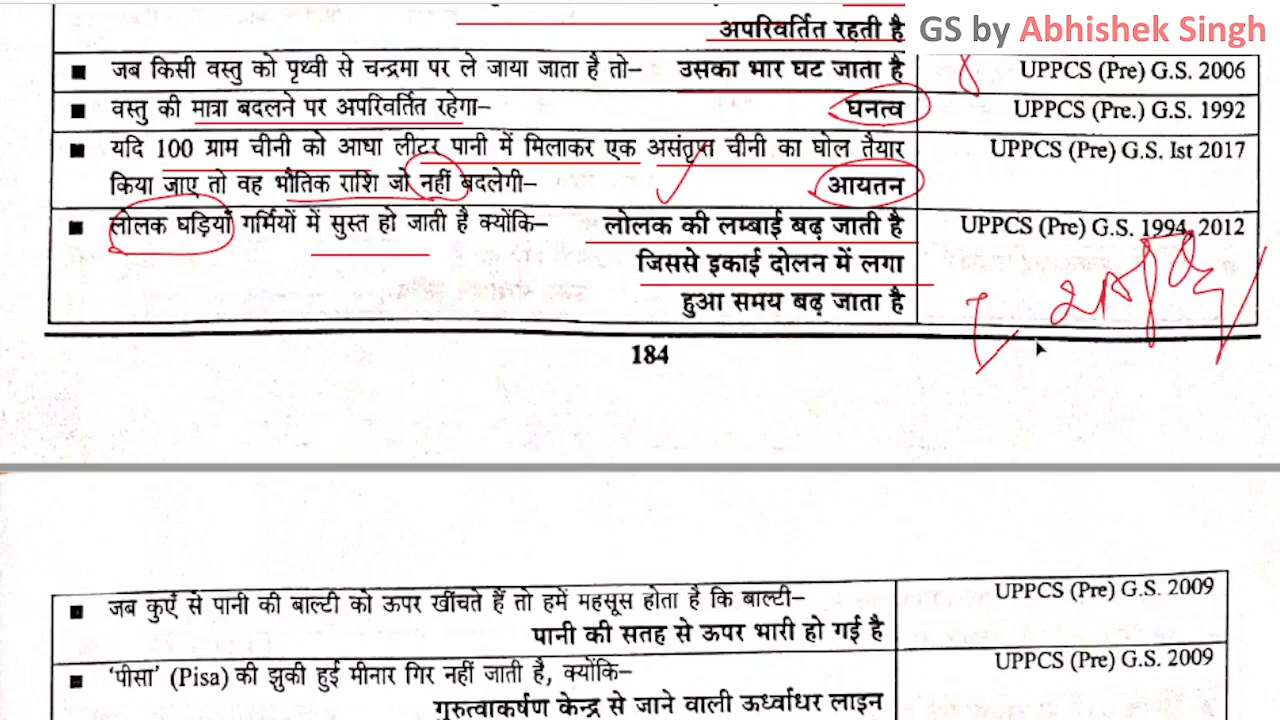 अपरिवर्तित रहती है
GS by Abhishek Singh
■ जब किसी वस्तु को पृथ्वी से चन्द्रमा पर ले जाया जाता है तो– उसका भार घट जाता है UPPCS (Pre) G.S. 2006
■ वस्तु की मात्रा बदलने पर अपरिवर्तित रहेगा– घनत्व UPPCS (Pre.) G.S. 1992
■ यदि 100 ग्राम चीनी को आधा लीटर पानी में मिलाकर एक असंतृप्त चीनी का घोल तैयार UPPCS (Pre) G.S. Ist 2017
किया जाए तो वह भौतिक राशि जो नहीं बदलेगी– आयतन
■ लोलक घड़ियाँ गर्मियों में सुस्त हो जाती है क्योंकि– लोलक की लम्बाई बढ़ जाती है UPPCS (Pre) G.S. 1994, 2012
जिससे इकाई दोलन में लगा
हुआ समय बढ़ जाता है
184
■ जब कुएँ से पानी की बाल्टी को ऊपर खींचते हैं तो हमें महसूस होता है कि बाल्टी– UPPCS (Pre) G.S. 2009
पानी की सतह से ऊपर भारी हो गई है
■ 'पीसा' (Pisa) की झुकी हुई मीनार गिर नहीं जाती है, क्योंकि– UPPCS (Pre) G.S. 2009
गुरुत्वाकर्षण केन्द्र से जाने वाली ऊर्ध्वाधर लाइन